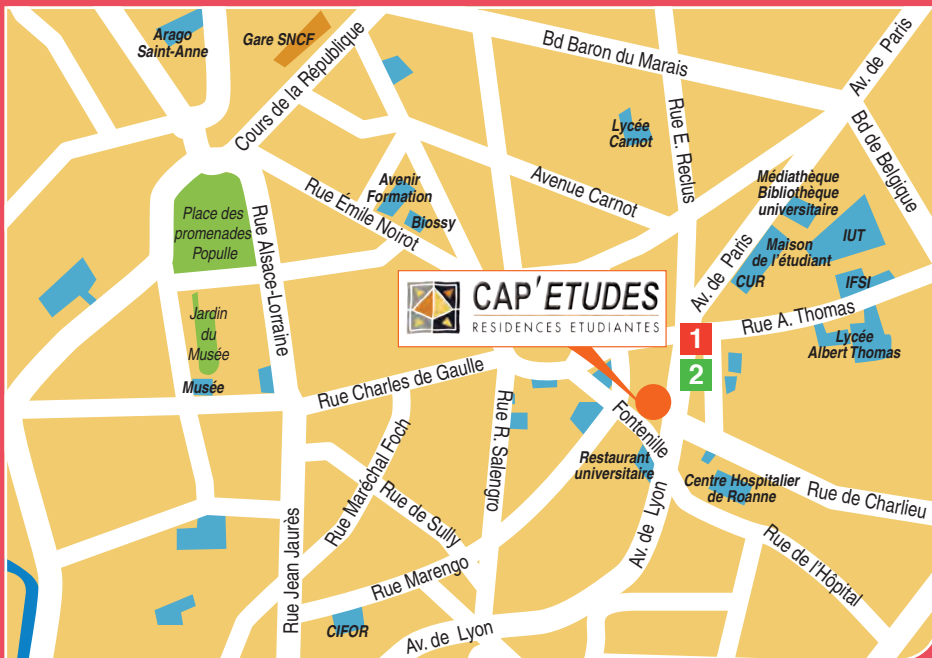 Arago
Saint-Anne
Gare SNCF
Cours de la République
Bd Baron du Marais
Av. de Paris
Bd de Belgique
Lycée
Carnot
Rue E. Reclus
Avenue Carnot
Avenir
Formation
Biossy
Rue Émile Noirot
Médiathèque
Bibliothèque
universitaire
IUT
Maison
de l'étudiant
CUR
IFSI
Av. de Paris
Rue A. Thomas
Lycée
Albert Thomas
Place des
promenades
Populle
Rue Alsace-Lorraine
Jardin
du
Musée
Musée
CAP'ETUDES
RESIDENCES ETUDIANTES
1
2
Rue Charles de Gaulle
Rue Maréchal Foch
Rue R. Salengro
Fontenille
Restaurant
universitaire
Centre Hospitalier
de Roanne
Rue de Charlieu
Rue de Sully
Av. de Lyon
Rue de l'Hôpital
Rue Jean Jaurès
Rue Marengo
CIFOR
Av. de Lyon